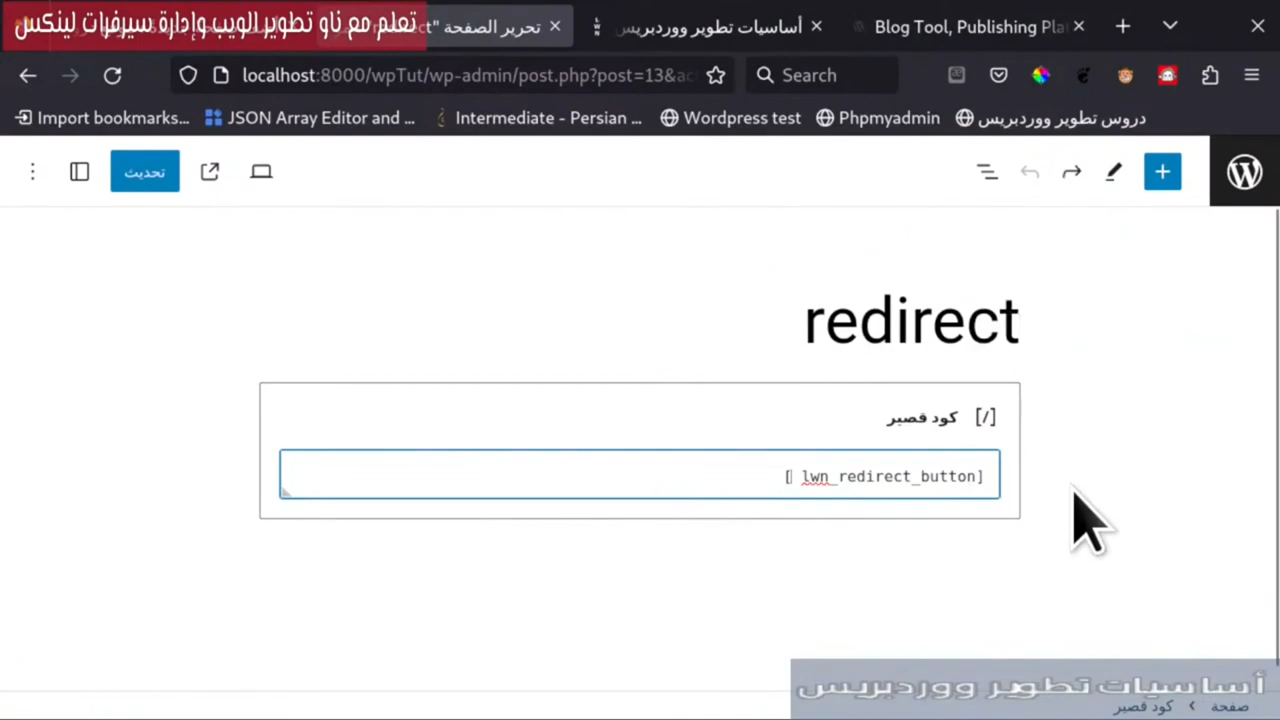 تعلم مع ناو تطوير الويب وإدارة سيرفرات لينكس
تحرير الصفحة "redirect"
أساسيات تطوير ووردبريس
Blog Tool, Publishing Pla
localhost:8000/wpTut/wp-admin/post.php?post=13&ac
Search
Import bookmarks...
JSON Array Editor and ...
Intermediate - Persian ...
Wordpress test
Phpmyadmin
دروس تطوير ووردبريس
تحديث
redirect
[/] كود قصير
[ lwn_redirect_button]
أساسيات تطوير ووردبريس
صفحة › كود قصير